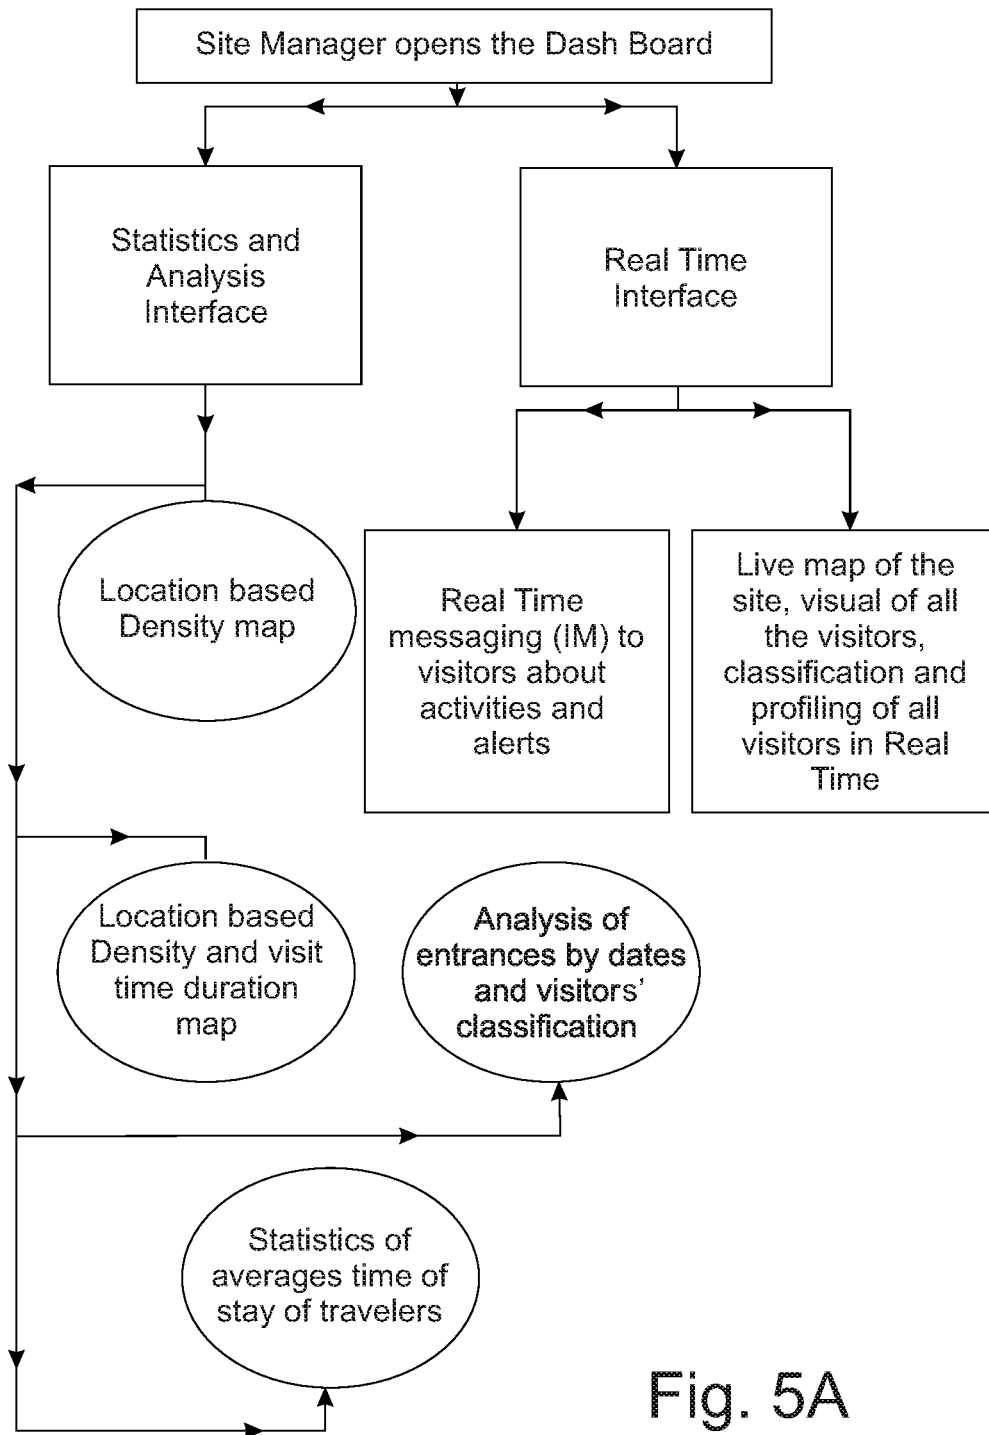 Site Manager opens the Dash Board
Statistics and
Analysis
Interface
Real Time
Interface
Location based
Density map
Real Time
messaging (IM) to
visitors about
activities and
alerts
Live map of the
site, visual of all
the visitors,
classification and
profiling of all
visitors in Real
Time
Location based
Density and visit
time duration
map
Analysis of
entrances by dates
and visitors’
classification
Statistics of
averages time of
stay of travelers
Fig. 5A